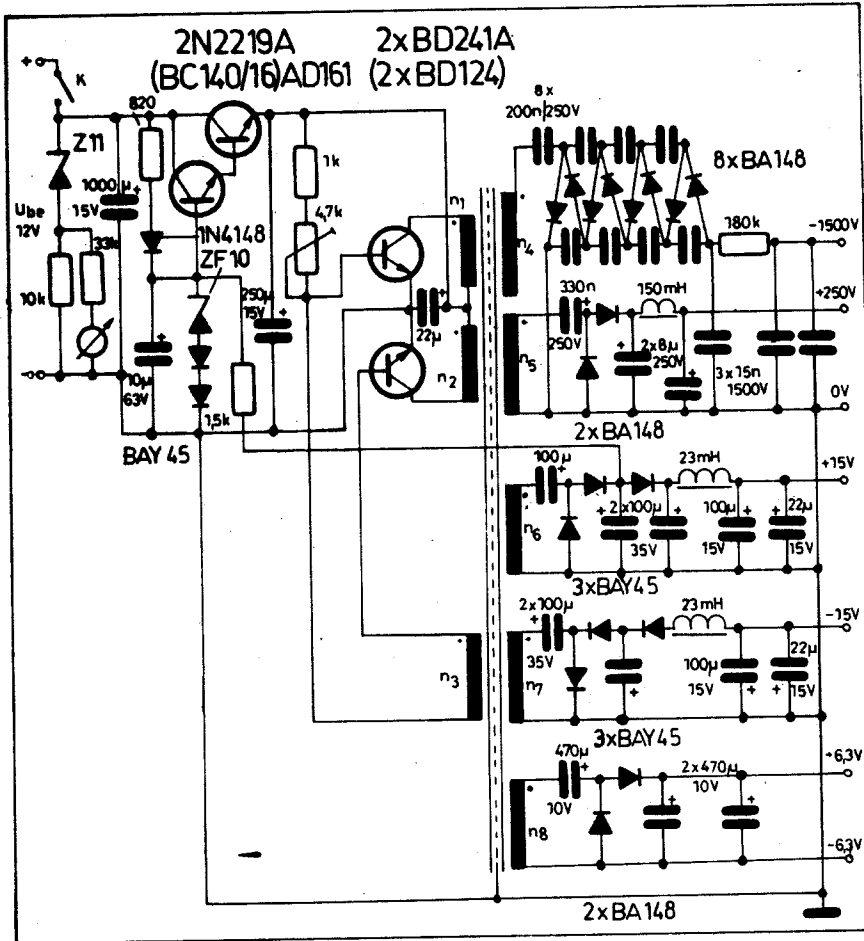 2N2219A 2xBD241A
(BC140/16)AD161 (2xBD124)
+
K
820
8x
200n/250V
Z11
1k
8xBA148
1000µ
+
15V
n1
n4
180k
-1500V
Ube
12V
33k
1N4148
ZF10
4,7k
330n
150mH
+250V
10k
250µ
15V
+
22µ
+
n5
250V
+
2x8µ
250V
+
+
3x15n
1500V
-
10µ
63V
+
n2
0V
1,5k
BAY 45
2xBA148
100µ
+
23mH
+15V
n6
+
2x100µ
35V
+
100µ
15V
+
22µ
15V
+
3xBAY45
2x100µ
35V
+
23mH
-15V
n3
n7
+
100µ
15V
+
22µ
15V
+
3xBAY45
470µ
10V
+
2x470µ
10V
+6,3V
n8
+
+
-6,3V
2xBA148